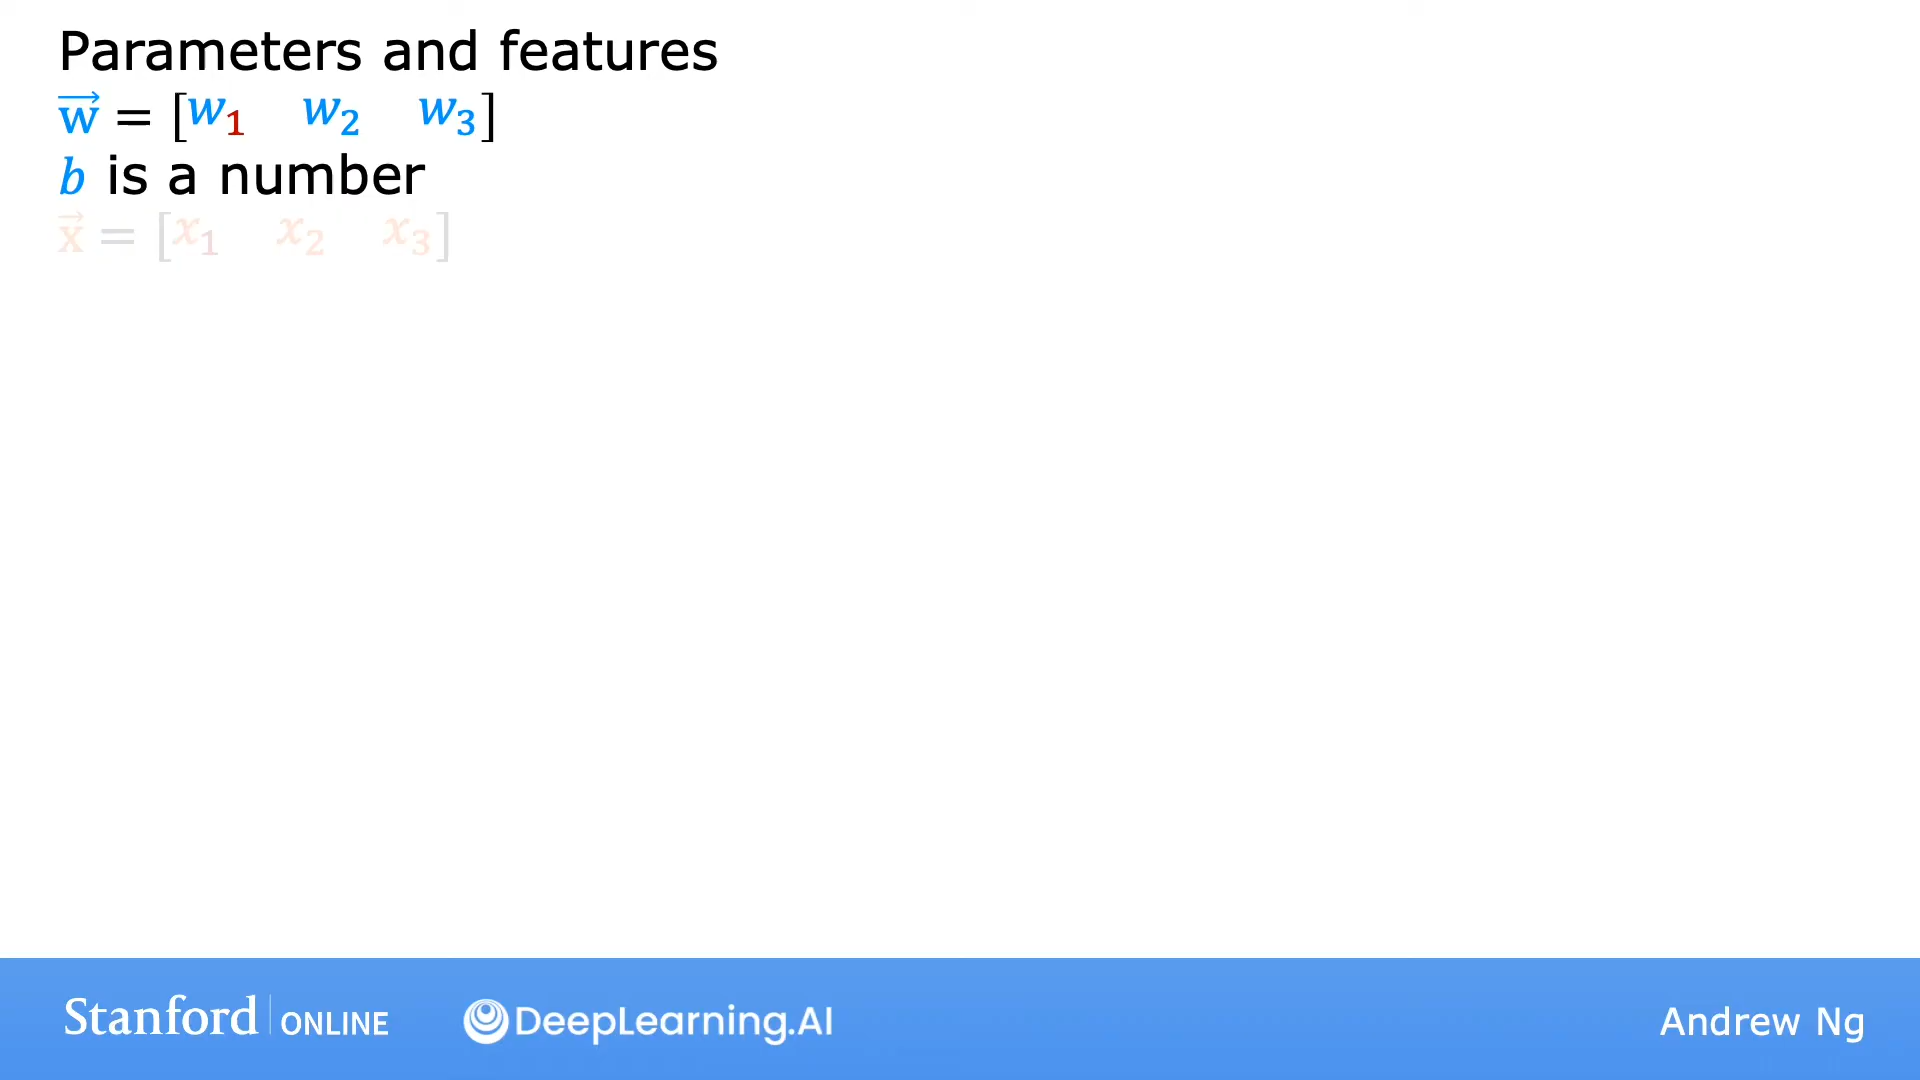 Parameters and features
w⃗ = [w₁ w₂ w₃]
b is a number
x⃗ = [x₁ x₂ x₃]
Stanford | ONLINE DeepLearning.AI Andrew Ng